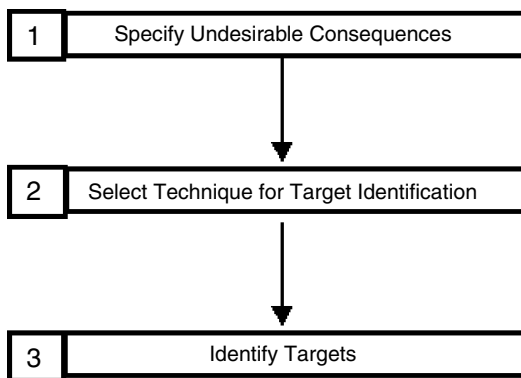 1 Specify Undesirable Consequences
2 Select Technique for Target Identification
3 Identify Targets